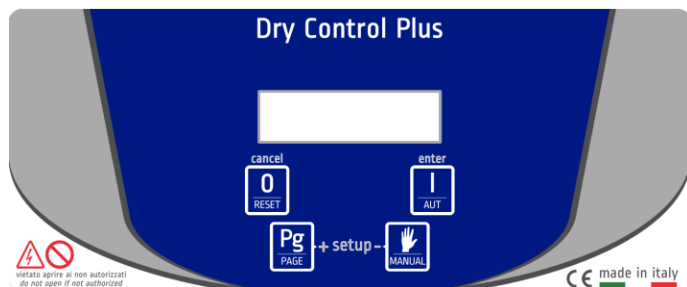 Dry Control Plus
cancel
enter
0
RESET
I
AUT
Pg
PAGE
+ setup -
MANUAL
vietato aprire ai non autorizzati
do not open if not authorized
CE made in italy